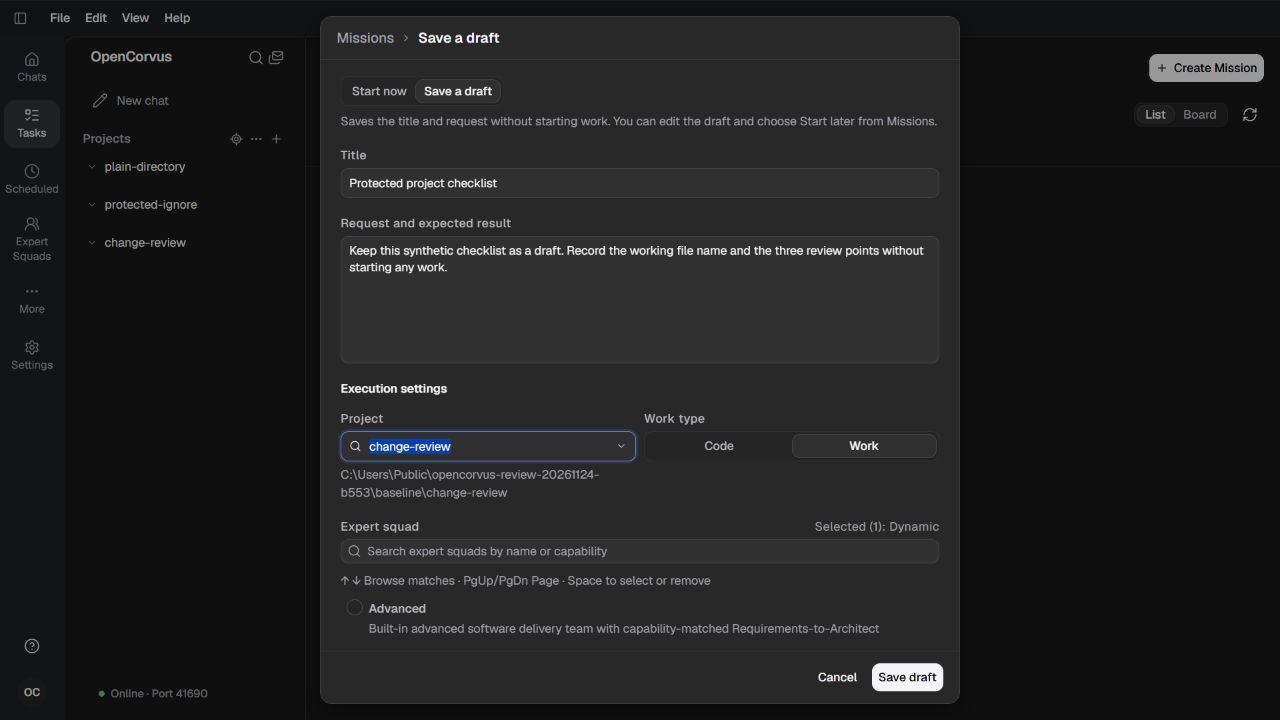 File Edit View Help
Chats
Tasks
Scheduled
Expert
Squads
More
Settings
OC
OpenCorvus
New chat
Projects
plain-directory
protected-ignore
change-review
Online · Port 41690
Missions › Save a draft
Start now Save a draft
Saves the title and request without starting work. You can edit the draft and choose Start later from Missions.
Title
Protected project checklist
Request and expected result
Keep this synthetic checklist as a draft. Record the working file name and the three review points without
starting any work.
Execution settings
Project Work type
change-review Code Work
C:\Users\Public\opencorvus-review-20261124-
b553\baseline\change-review
Expert squad Selected (1): Dynamic
Search expert squads by name or capability
↑↓ Browse matches · PgUp/PgDn Page · Space to select or remove
Advanced
Built-in advanced software delivery team with capability-matched Requirements-to-Architect
Cancel Save draft
+ Create Mission
List Board